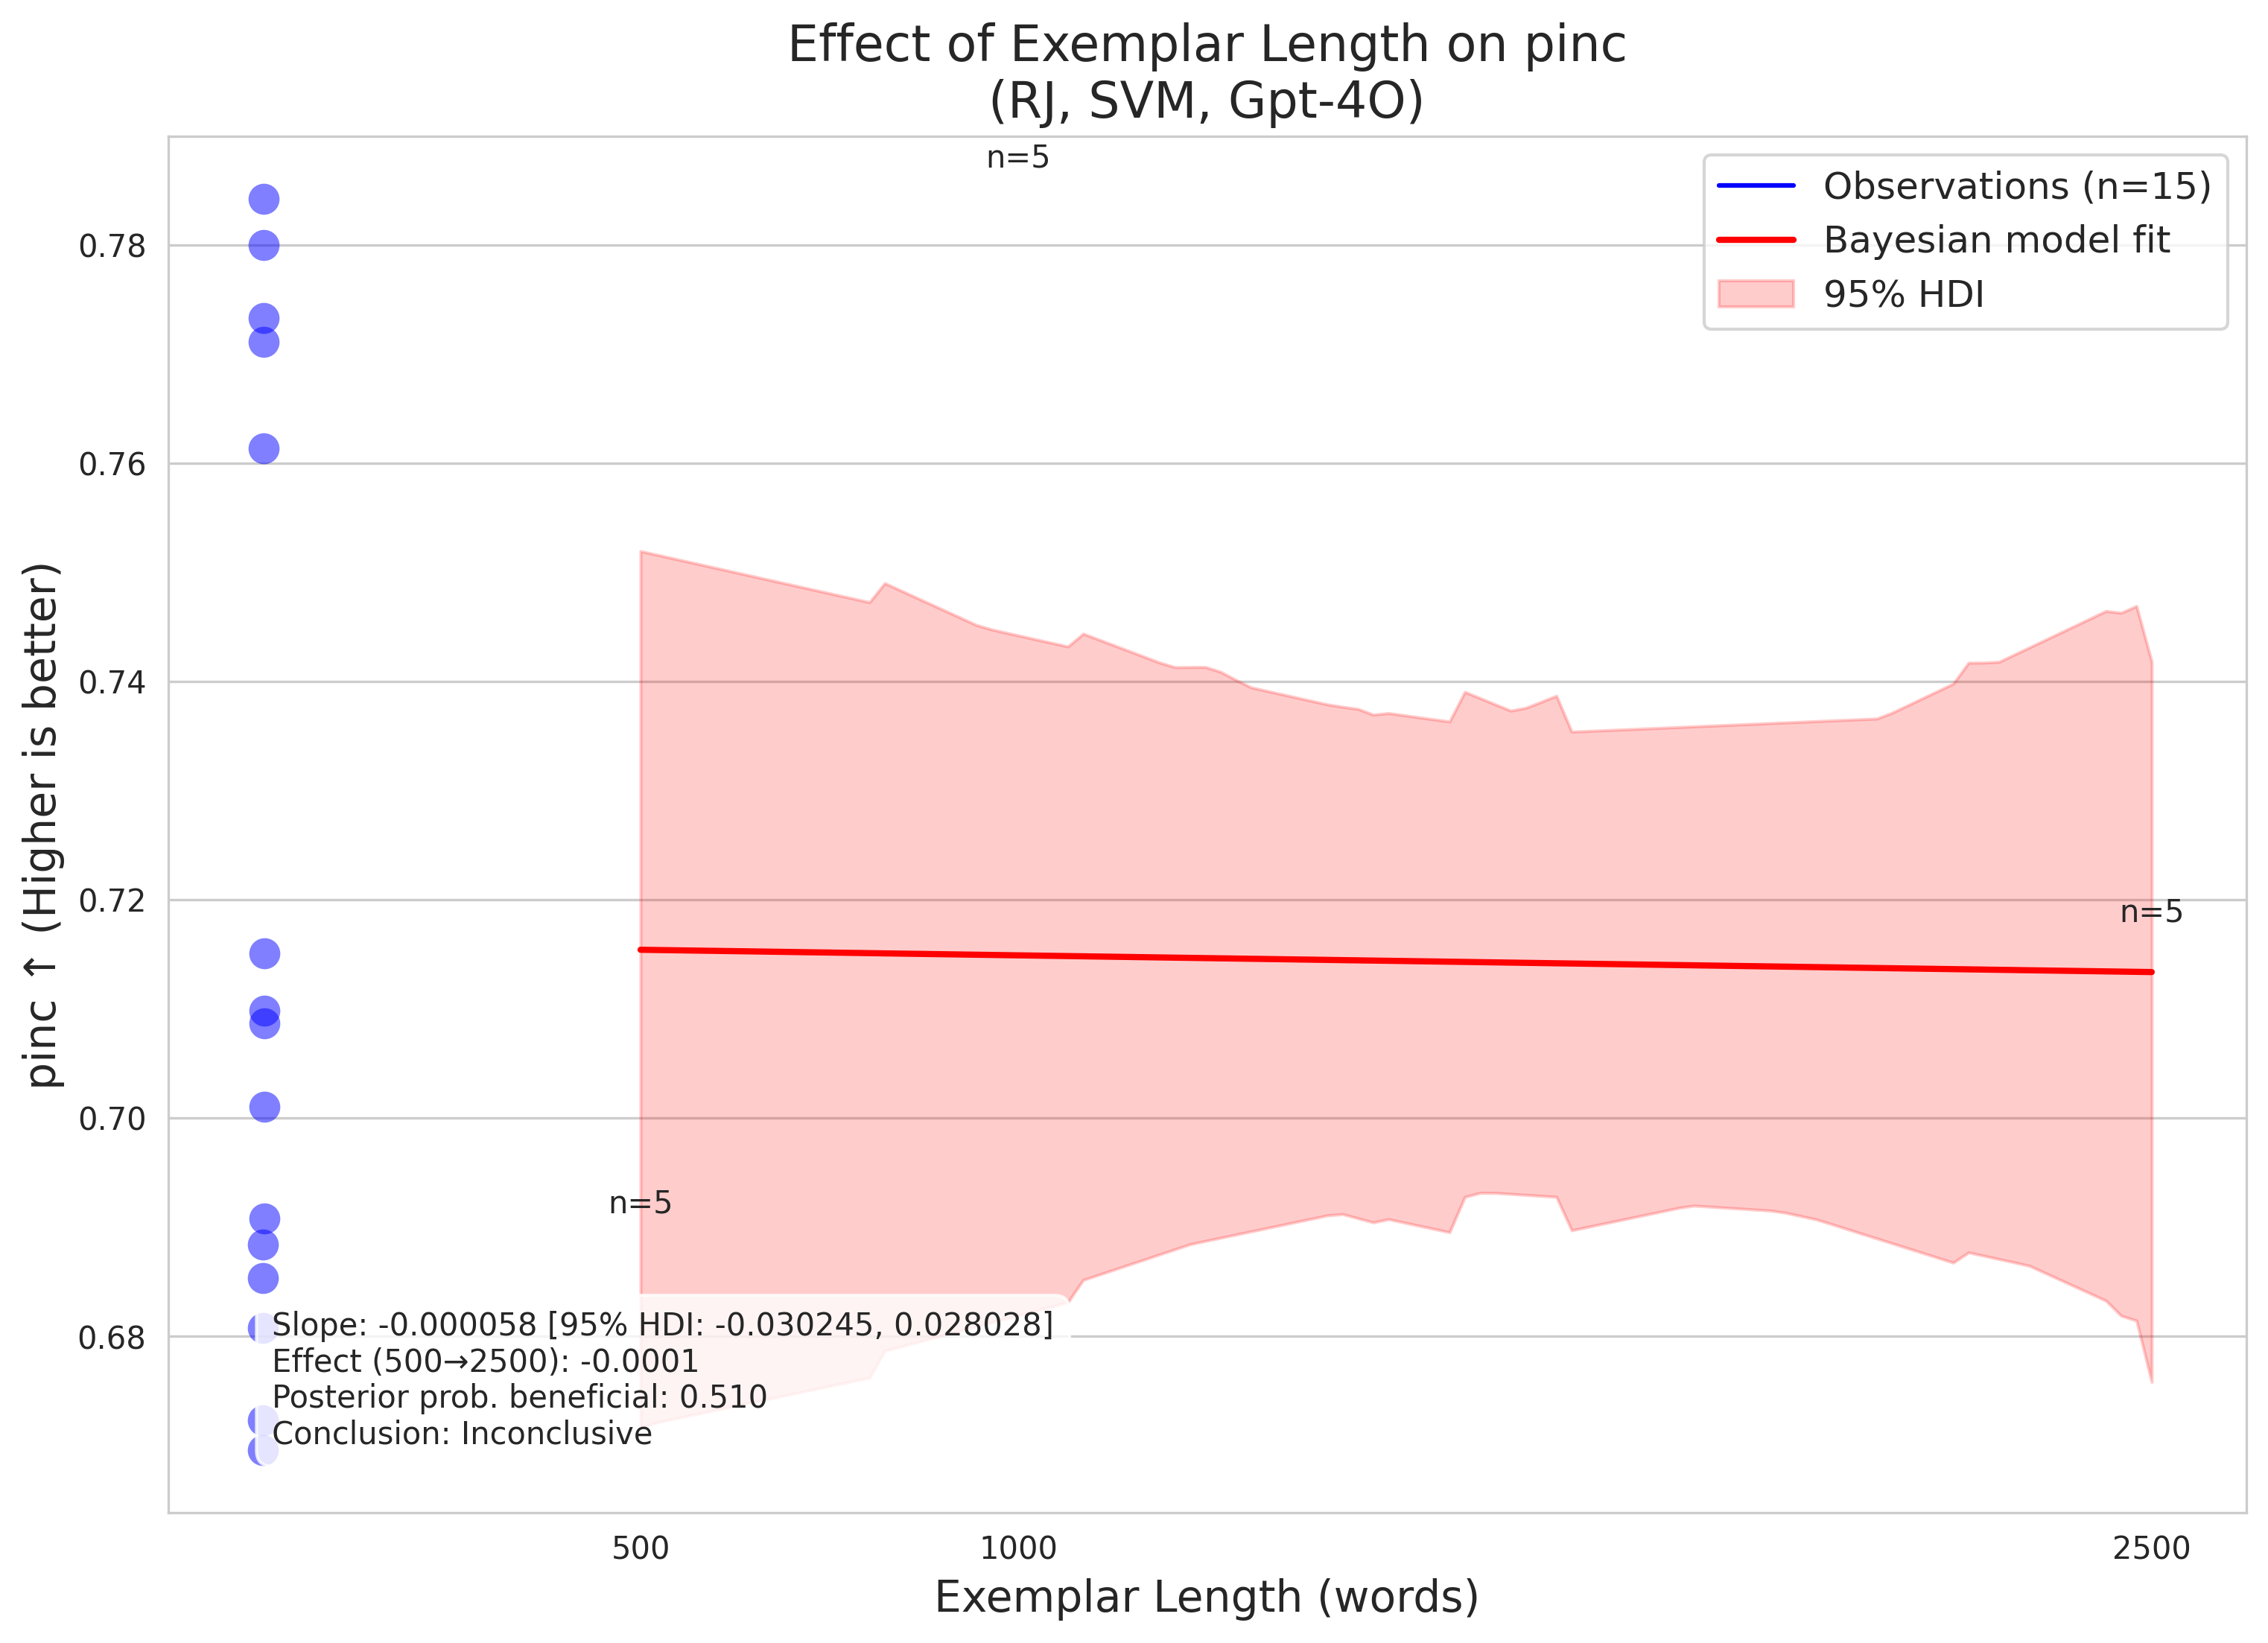 Effect of Exemplar Length on pinc
(RJ, SVM, Gpt-4O)
n=5
Observations (n=15)
Bayesian model fit
95% HDI
pinc ↑ (Higher is better)
0.78
0.76
0.74
0.72
0.70
0.68
n=5
n=5
Slope: -0.000058 [95% HDI: -0.030245, 0.028028]
Effect (500→2500): -0.0001
Posterior prob. beneficial: 0.510
Conclusion: Inconclusive
500
1000
2500
Exemplar Length (words)